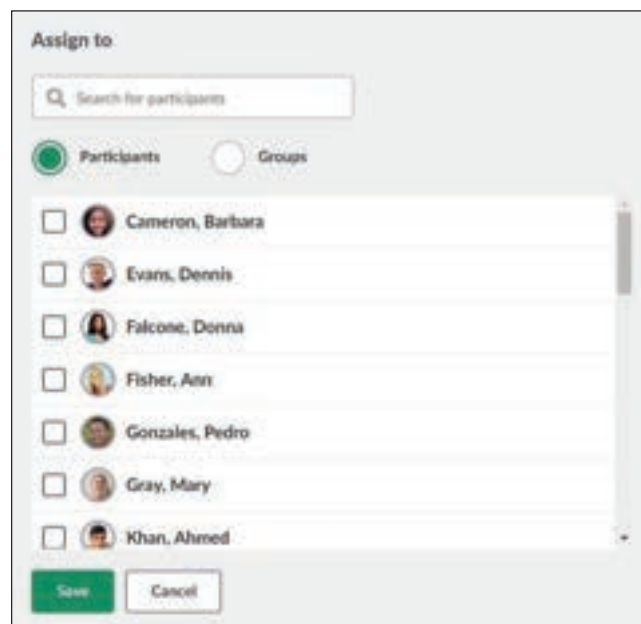 Assign to
Search for participants
Participants Groups
Cameron, Barbara
Evans, Dennis
Falcone, Donna
Fisher, Ann
Gonzales, Pedro
Gray, Mary
Khan, Ahmed
Save Cancel